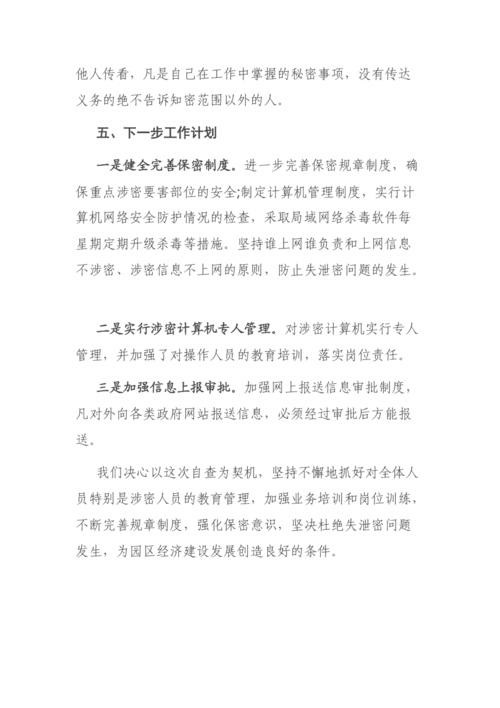 他人传看，凡是自己在工作中掌握的秘密事项，没有传达
义务的绝不告诉知密范围以外的人。
五、下一步工作计划
一是健全完善保密制度。进一步完善保密规章制度，确
保重点涉密要害部位的安全;制定计算机管理制度，实行计
算机网络安全防护情况的检查，采取局域网络杀毒软件每
星期定期升级杀毒等措施。坚持谁上网谁负责和上网信息
不涉密、涉密信息不上网的原则，防止失泄密问题的发生。
二是实行涉密计算机专人管理。对涉密计算机实行专人
管理，并加强了对操作人员的教育培训，落实岗位责任。
三是加强信息上报审批。加强网上报送信息审批制度，
凡对外向各类政府网站报送信息，必须经过审批后方能报
送。
我们决心以这次自查为契机，坚持不懈地抓好对全体人
员特别是涉密人员的教育管理，加强业务培训和岗位训练，
不断完善规章制度，强化保密意识，坚决杜绝失泄密问题
发生，为园区经济建设发展创造良好的条件。